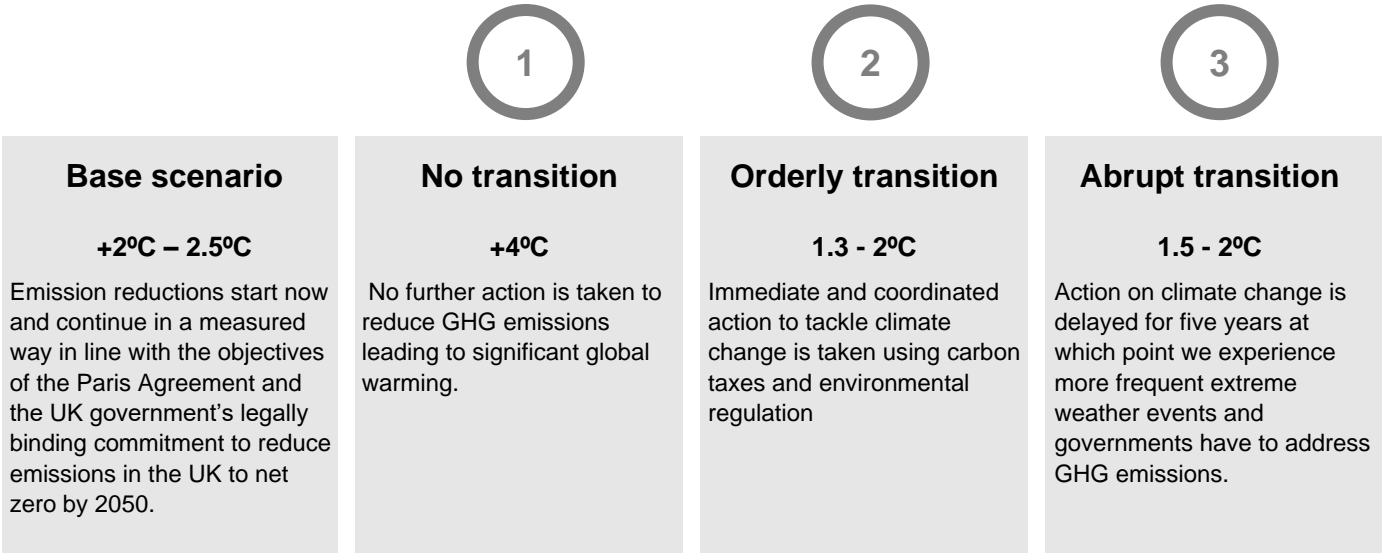 1
2
3
Base scenario
+2ºC – 2.5ºC
Emission reductions start now
and continue in a measured
way in line with the objectives
of the Paris Agreement and
the UK government’s legally
binding commitment to reduce
emissions in the UK to net
zero by 2050.
No transition
+4ºC
No further action is taken to
reduce GHG emissions
leading to significant global
warming.
Orderly transition
1.3 - 2ºC
Immediate and coordinated
action to tackle climate
change is taken using carbon
taxes and environmental
regulation
Abrupt transition
1.5 - 2ºC
Action on climate change is
delayed for five years at
which point we experience
more frequent extreme
weather events and
governments have to address
GHG emissions.